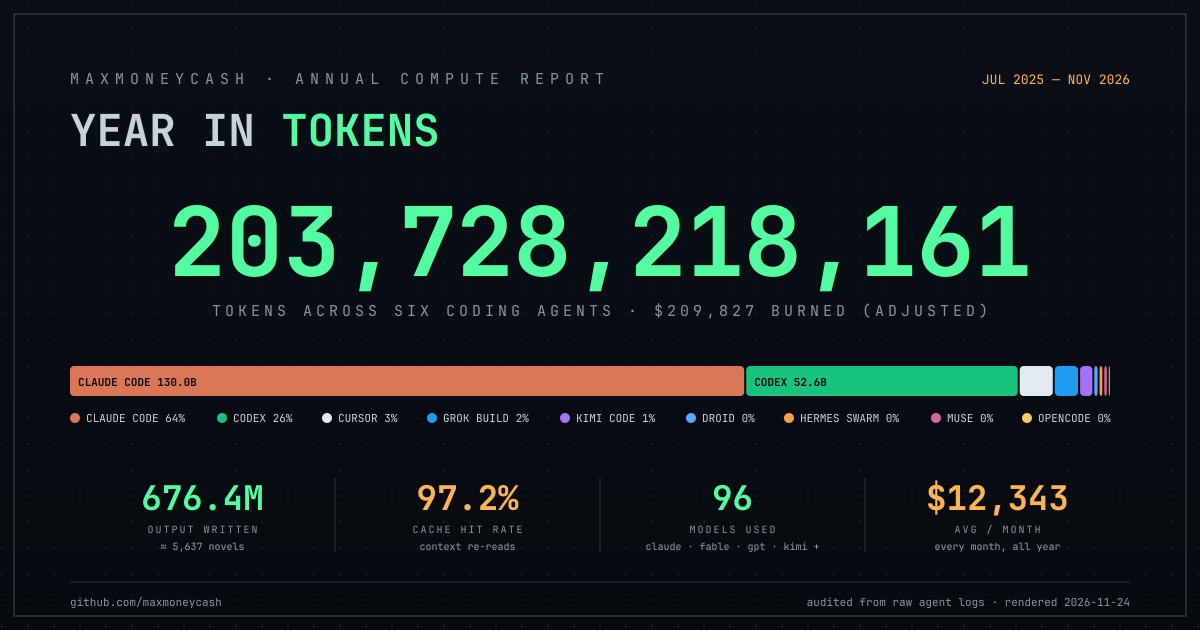 MAXMONEYCASH · ANNUAL COMPUTE REPORT
JUL 2025 — NOV 2026
YEAR IN TOKENS
203,728,218,161
TOKENS ACROSS SIX CODING AGENTS · $209,827 BURNED (ADJUSTED)
CLAUDE CODE 130.0B
CODEX 52.6B
CLAUDE CODE 64%
CODEX 26%
CURSOR 3%
GROK BUILD 2%
KIMI CODE 1%
DROID 0%
HERMES SWARM 0%
MUSE 0%
OPENCODE 0%
676.4M
OUTPUT WRITTEN
≈ 5,637 novels
97.2%
CACHE HIT RATE
context re-reads
96
MODELS USED
claude · fable · gpt · kimi +
$12,343
AVG / MONTH
every month, all year
github.com/maxmoneycash
audited from raw agent logs · rendered 2026-11-24